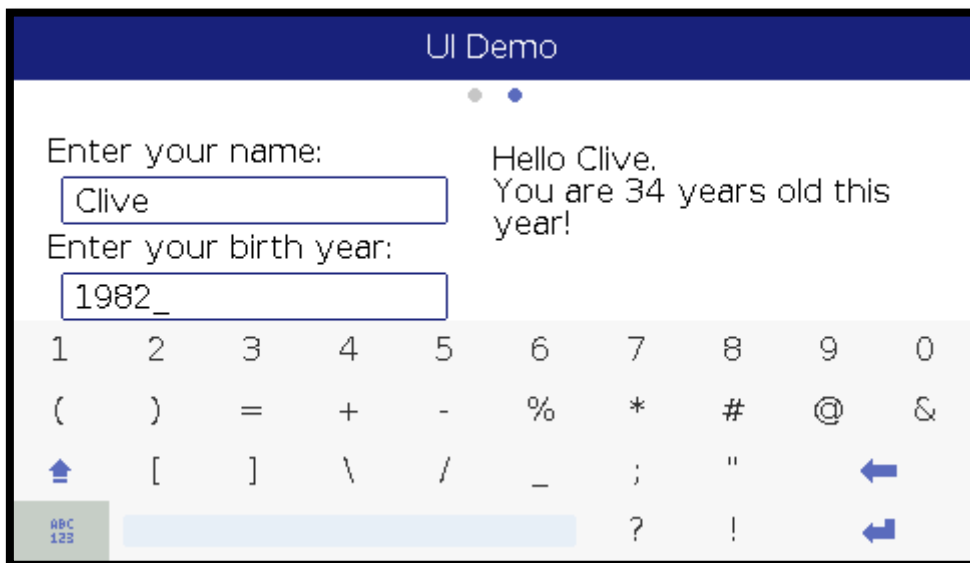 UI Demo
Enter your name:
Clive
Enter your birth year:
1982_
Hello Clive.
You are 34 years old this
year!
1 2 3 4 5 6 7 8 9 0
( ) = + - % * # @ &
[ ] \ / _ ; "
ABC
123
? !